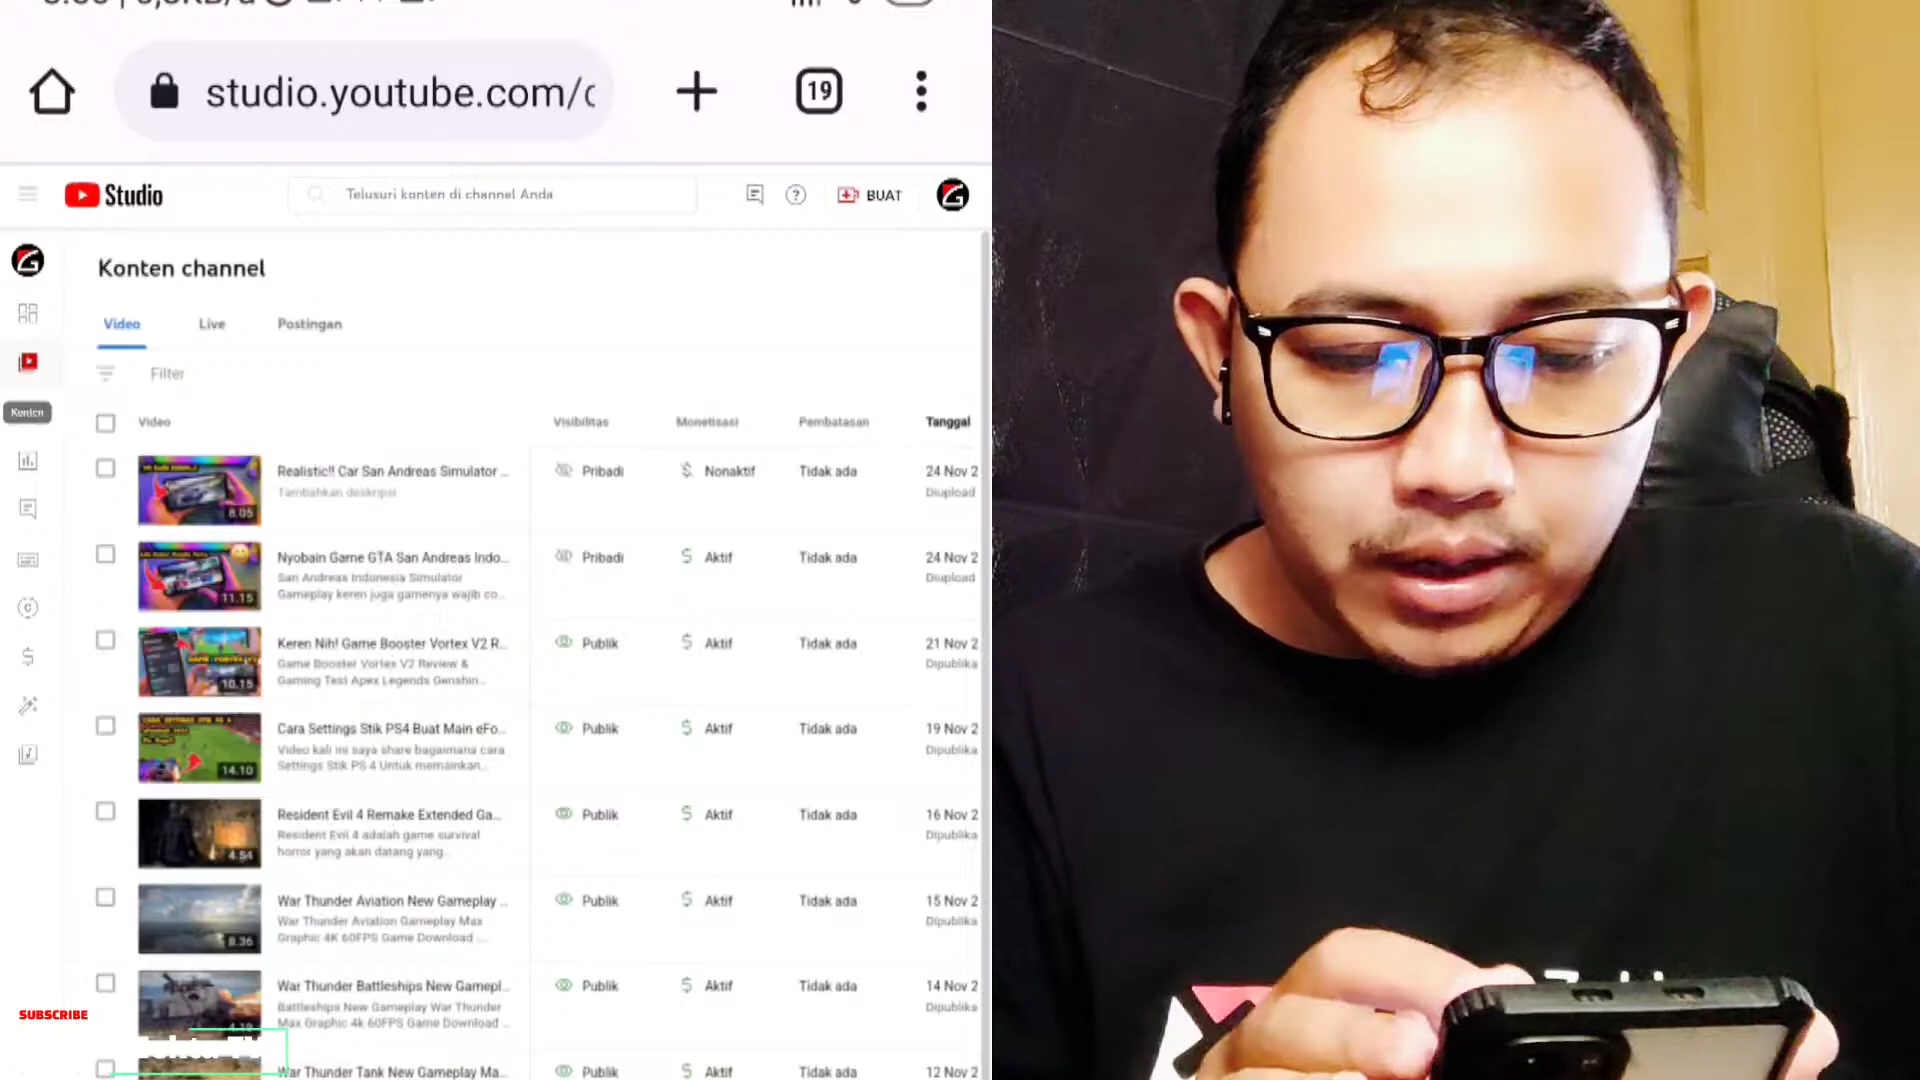 studio.youtube.com/c
19
Studio
Telusuri konten di channel Anda
BUAT
Konten channel
Video
Live
Postingan
Filter
Konten
Video
Visibilitas
Monetisasi
Pembatasan
Tanggal
Realistic!! Car San Andreas Simulator ...
Tambahkan deskripsi
8.05
Pribadi
Nonaktif
Tidak ada
24 Nov 2
Diupload
Nyobain Game GTA San Andreas Indo...
San Andreas Indonesia Simulator
Gameplay keren juga gamenya wajib co...
11.15
Pribadi
Aktif
Tidak ada
24 Nov 2
Diupload
Keren Nih! Game Booster Vortex V2 R...
Game Booster Vortex V2 Review &
Gaming Test Apex Legends Genshin...
10.15
Publik
Aktif
Tidak ada
21 Nov 2
Dipublika
Cara Settings Stik PS4 Buat Main eFo...
Video kali ini saya share bagaimana cara
Settings Stik PS 4 Untuk memainkan...
14.10
Publik
Aktif
Tidak ada
19 Nov 2
Dipublika
Resident Evil 4 Remake Extended Ga...
Resident Evil 4 adalah game survival
horror yang akan datang yang...
4.54
Publik
Aktif
Tidak ada
16 Nov 2
Dipublika
War Thunder Aviation New Gameplay ...
War Thunder Aviation Gameplay Max
Graphic 4K 60FPS Game Download ...
8.36
Publik
Aktif
Tidak ada
15 Nov 2
Dipublika
War Thunder Battleships New Gamepl...
Battleships New Gameplay War Thunder
Max Graphic 4k 60FPS Game Download ...
Publik
Aktif
Tidak ada
14 Nov 2
Dipublika
SUBSCRIBE
War Thunder Tank New Gameplay Ma...
Publik
Aktif
Tidak ada
12 Nov 2